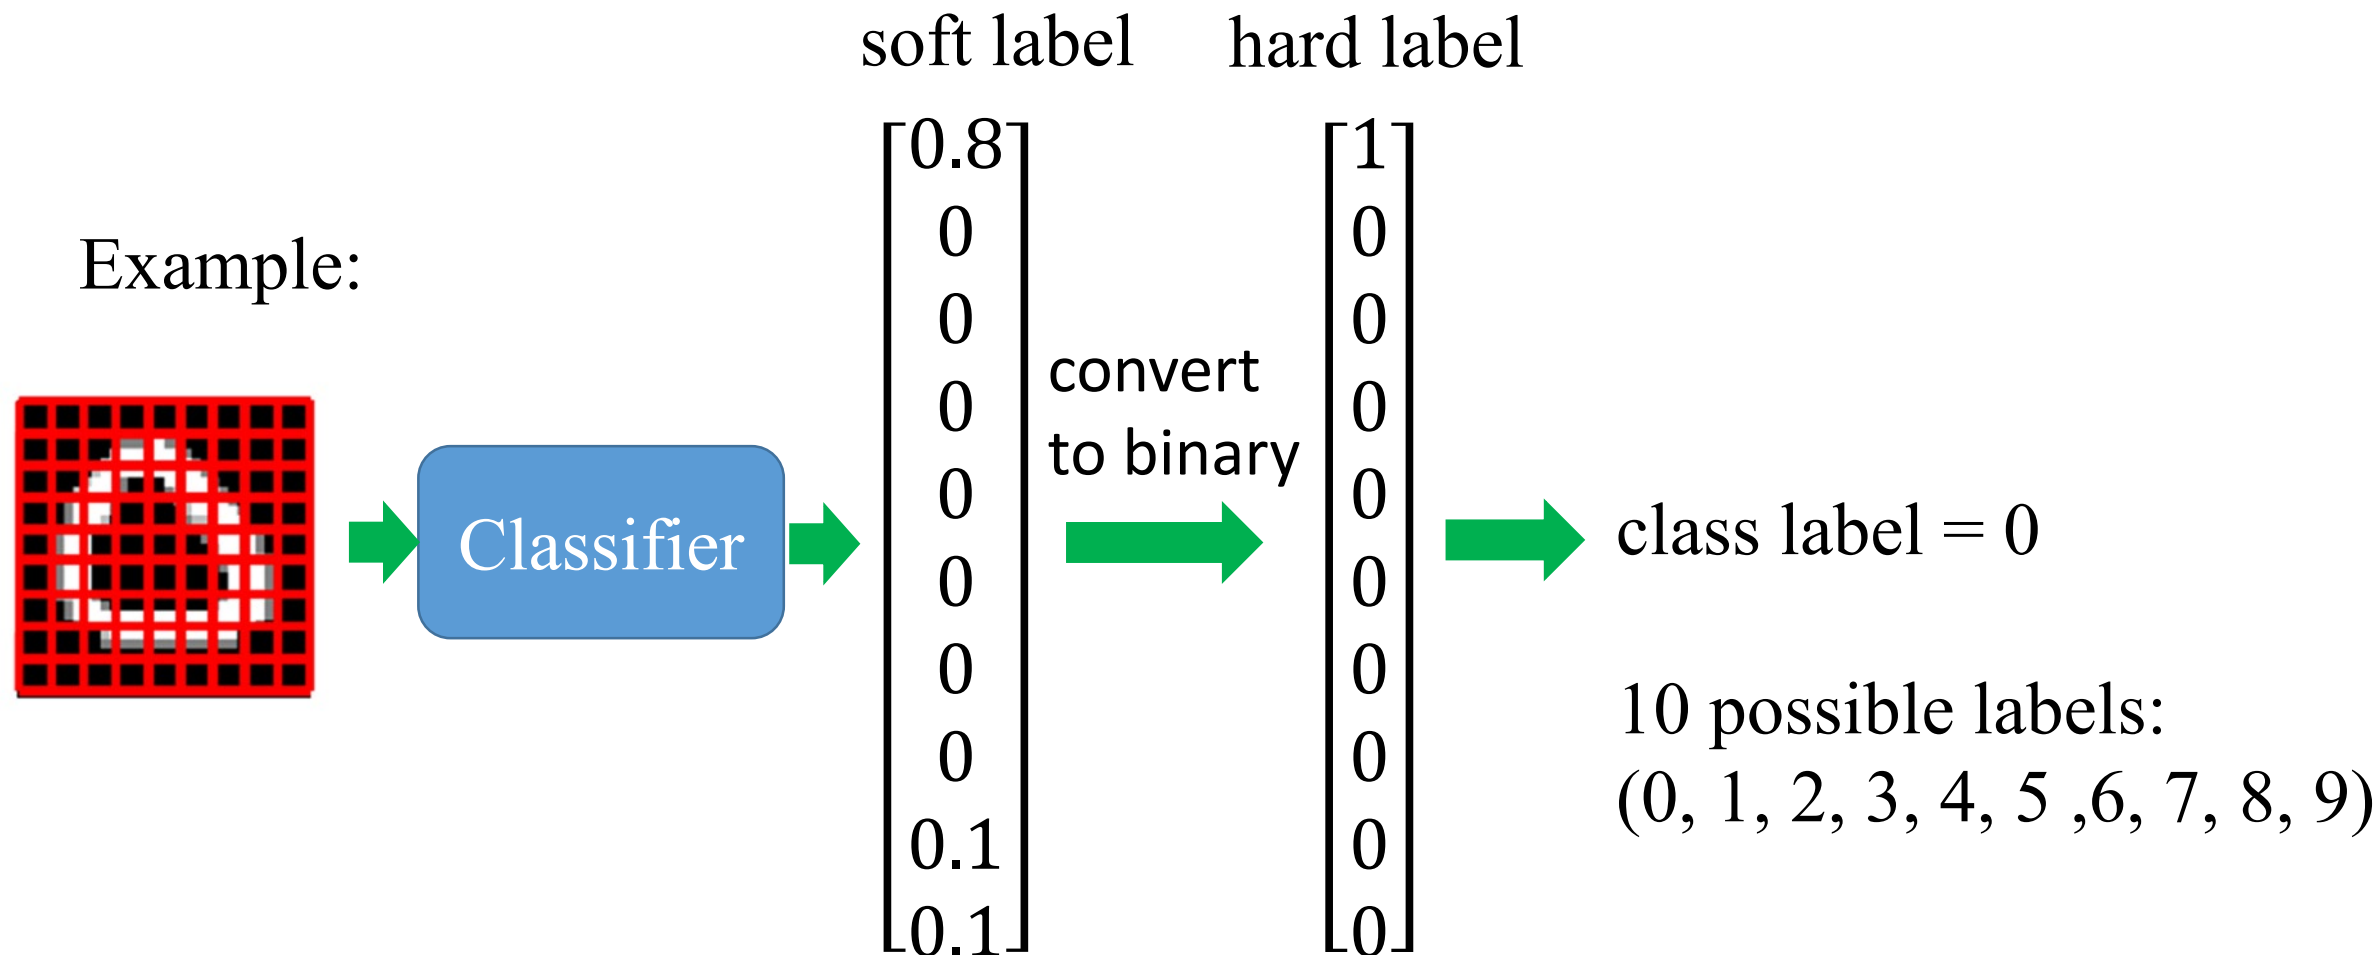 soft label
hard label
Example:
0.8
0
0
0
0
0
0
0
0.1
0.1
convert
to binary
1
0
0
0
0
0
0
0
0
0
Classifier
class label = 0
10 possible labels:
(0, 1, 2, 3, 4, 5 ,6, 7, 8, 9)